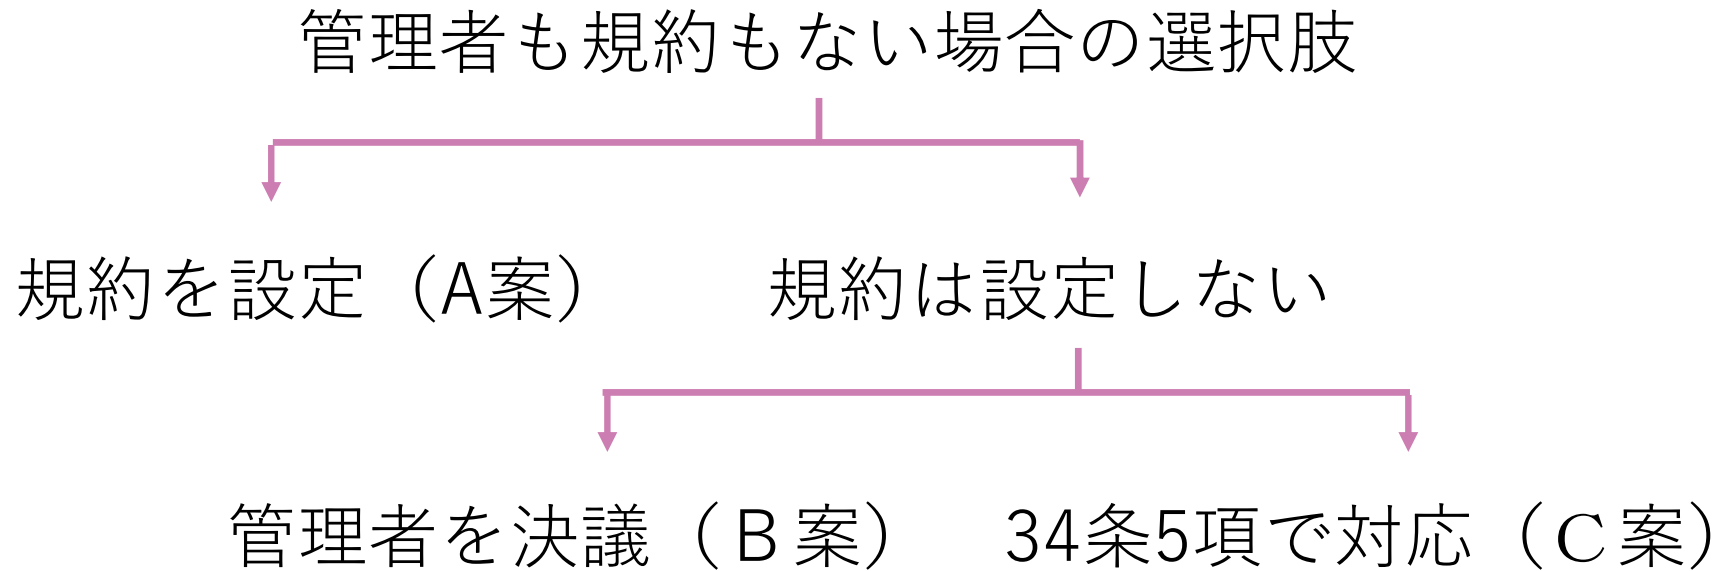 管理者も規約もない場合の選択肢
規約を設定（A案） 規約は設定しない
管理者を決議（B案） 34条5項で対応（C案）